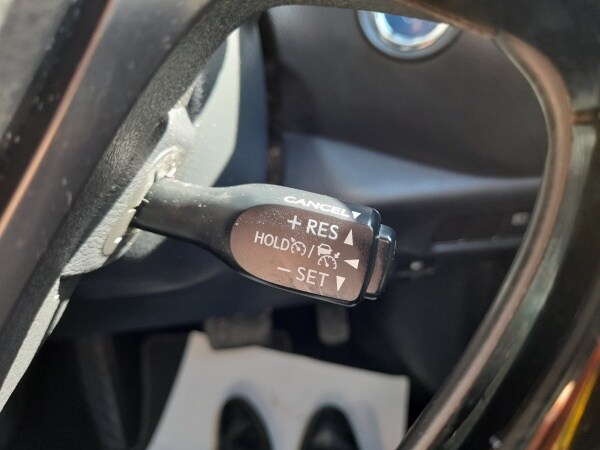 CANCEL▼
+ RES ▲
HOLD / ◀
− SET ▼